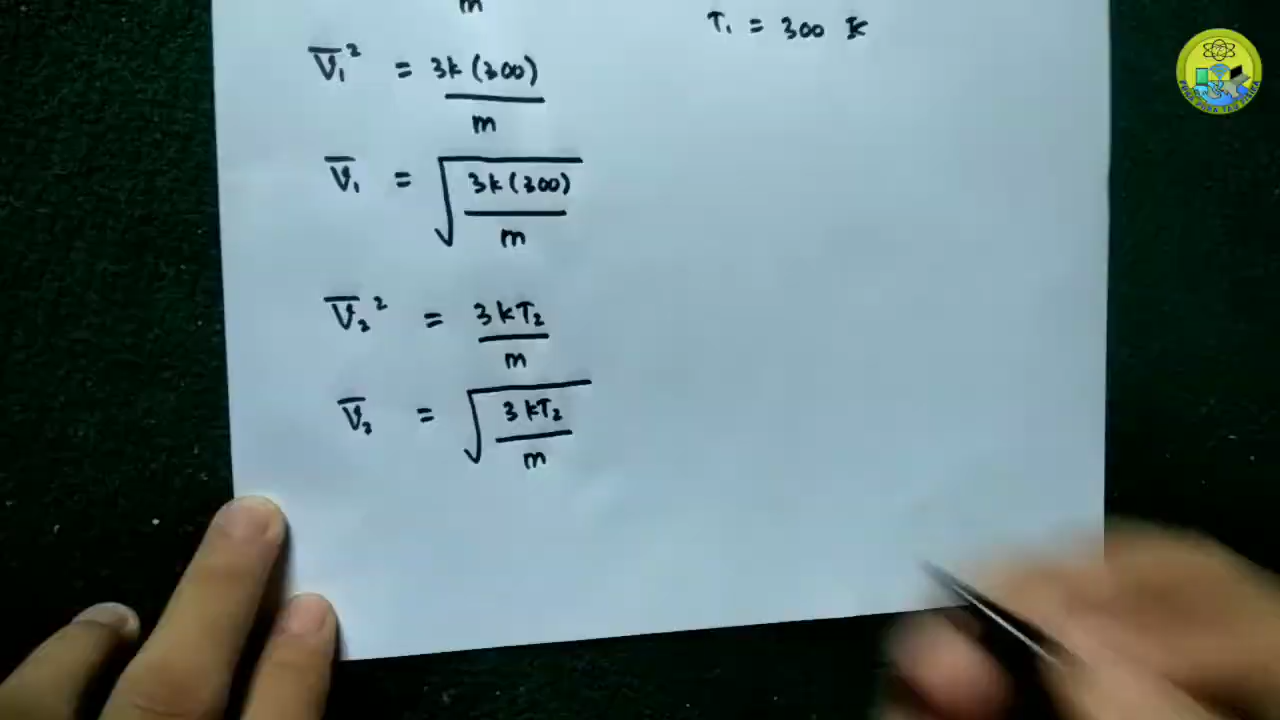 m
T₁ = 300 K
V̅₁² = 3k(300)
m
V̅₁ = √3k(300)
m
V̅₂² = 3kT₂
m
V̅₂ = √3kT₂
m